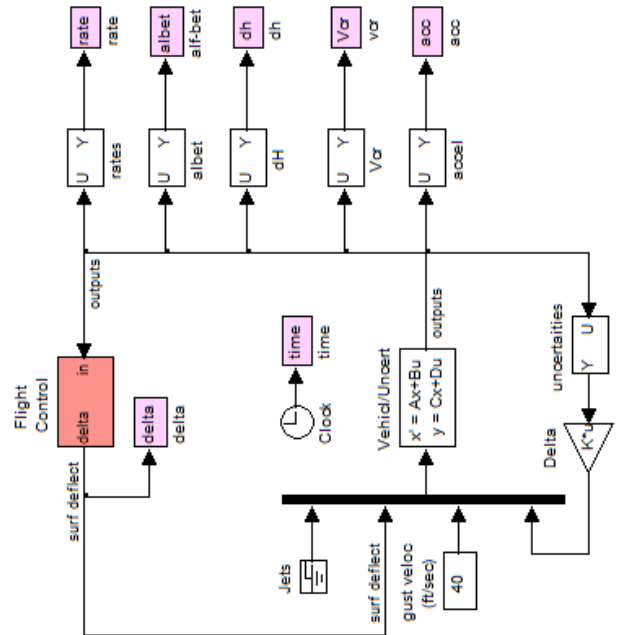 Flight
Control
delta in
surf deflect
outputs
delta
delta
U Y
rates
rate
rate
U Y
albet
albet
alf-bet
U Y
dH
dh
dh
U Y
Vcr
Vcr
vcr
U Y
accel
acc
acc
Clock
time
time
Jets
surf deflect
gust veloc
(ft/sec)
40
Vehicl/Uncert
x' = Ax+Bu
y = Cx+Du
outputs
Delta
K*u
uncertaities
Y U